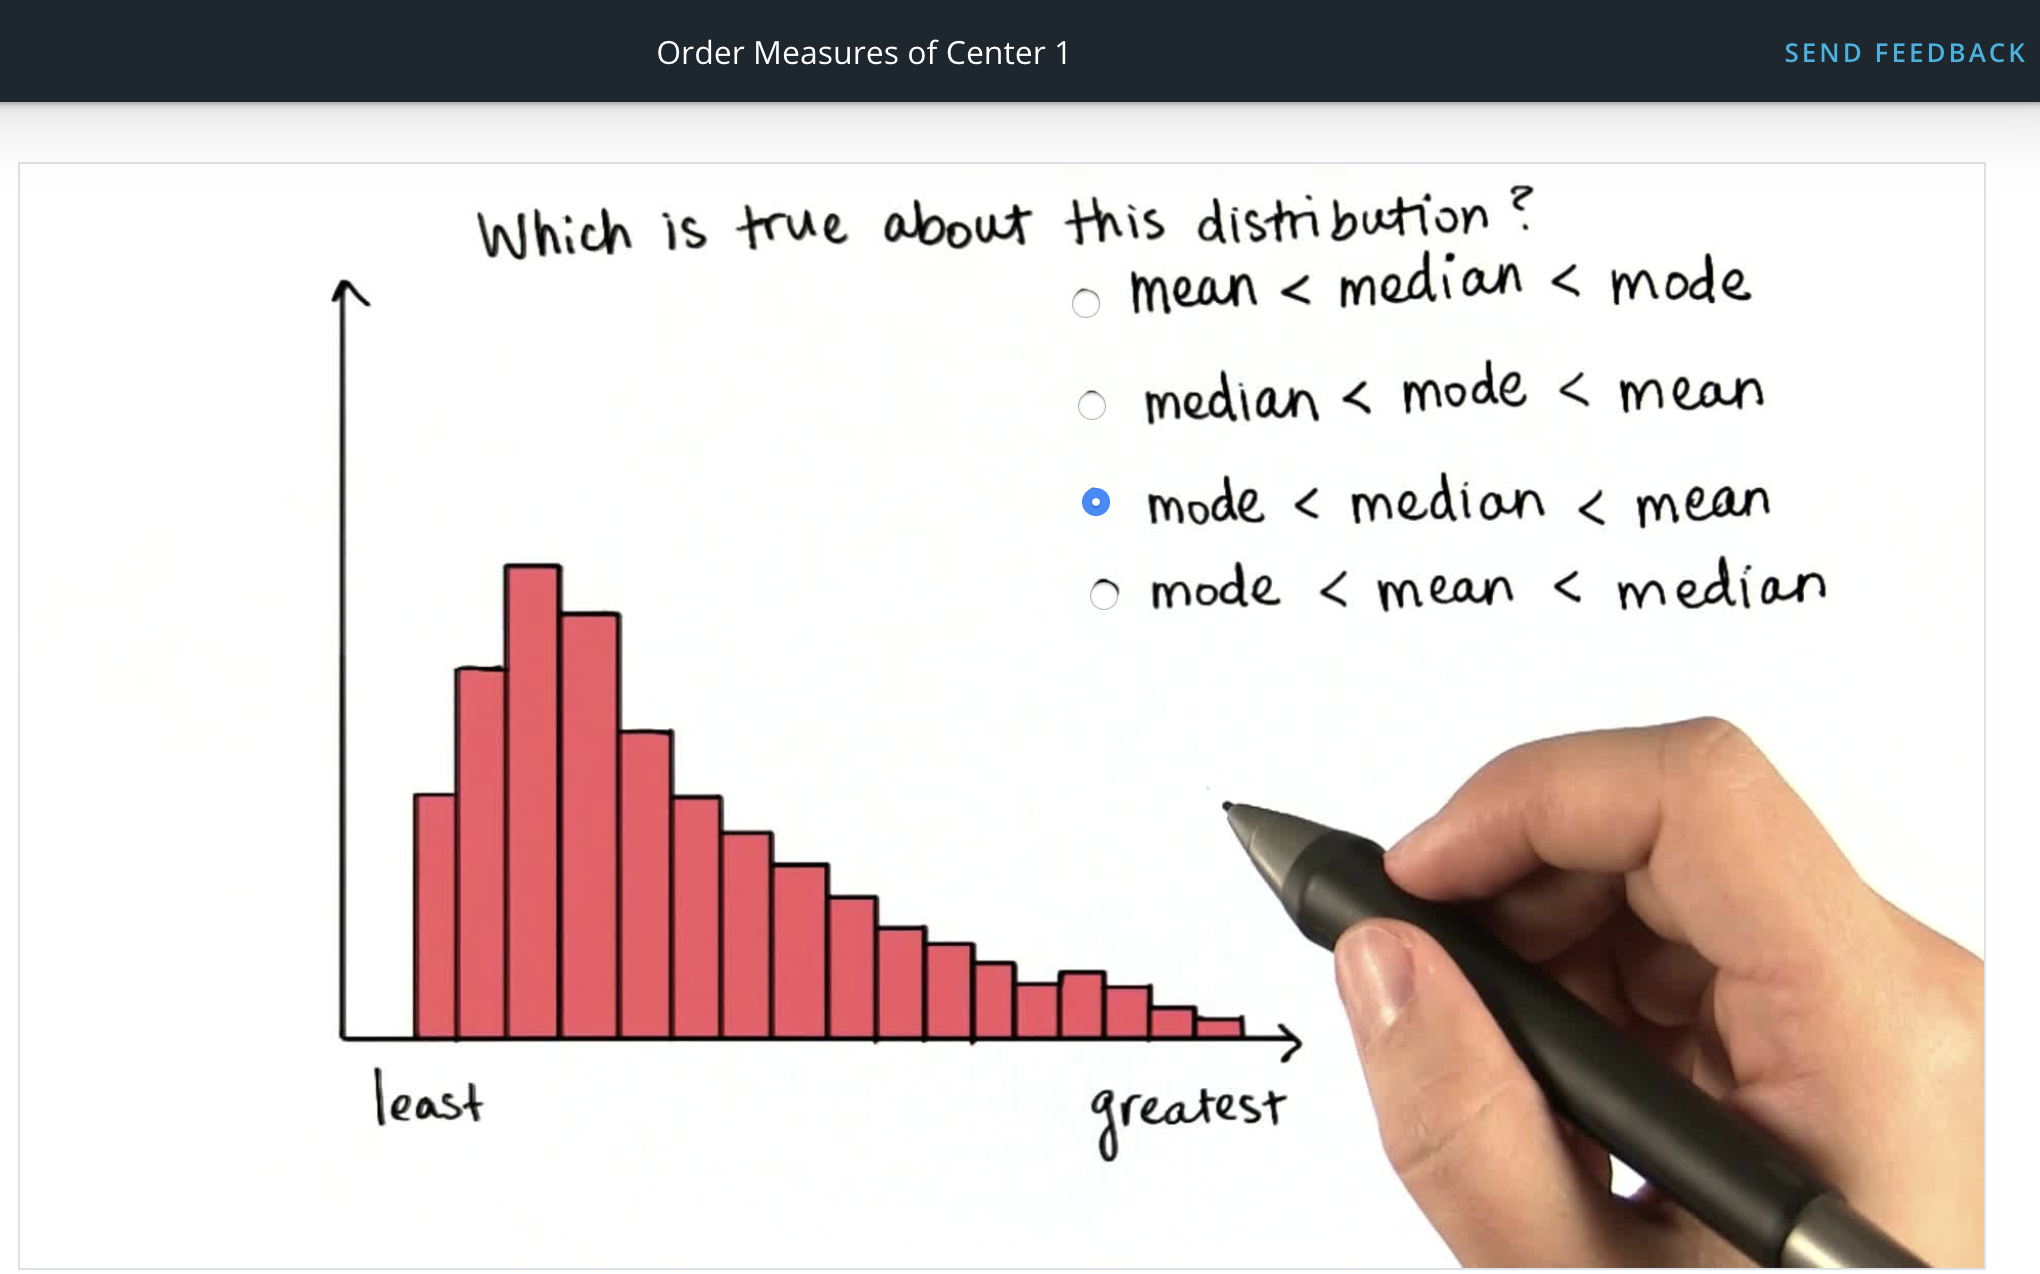 Order Measures of Center 1
SEND FEEDBACK
Which is true about this distribution?
mean < median < mode
median < mode < mean
mode < median < mean
mode < mean < median
least
greatest